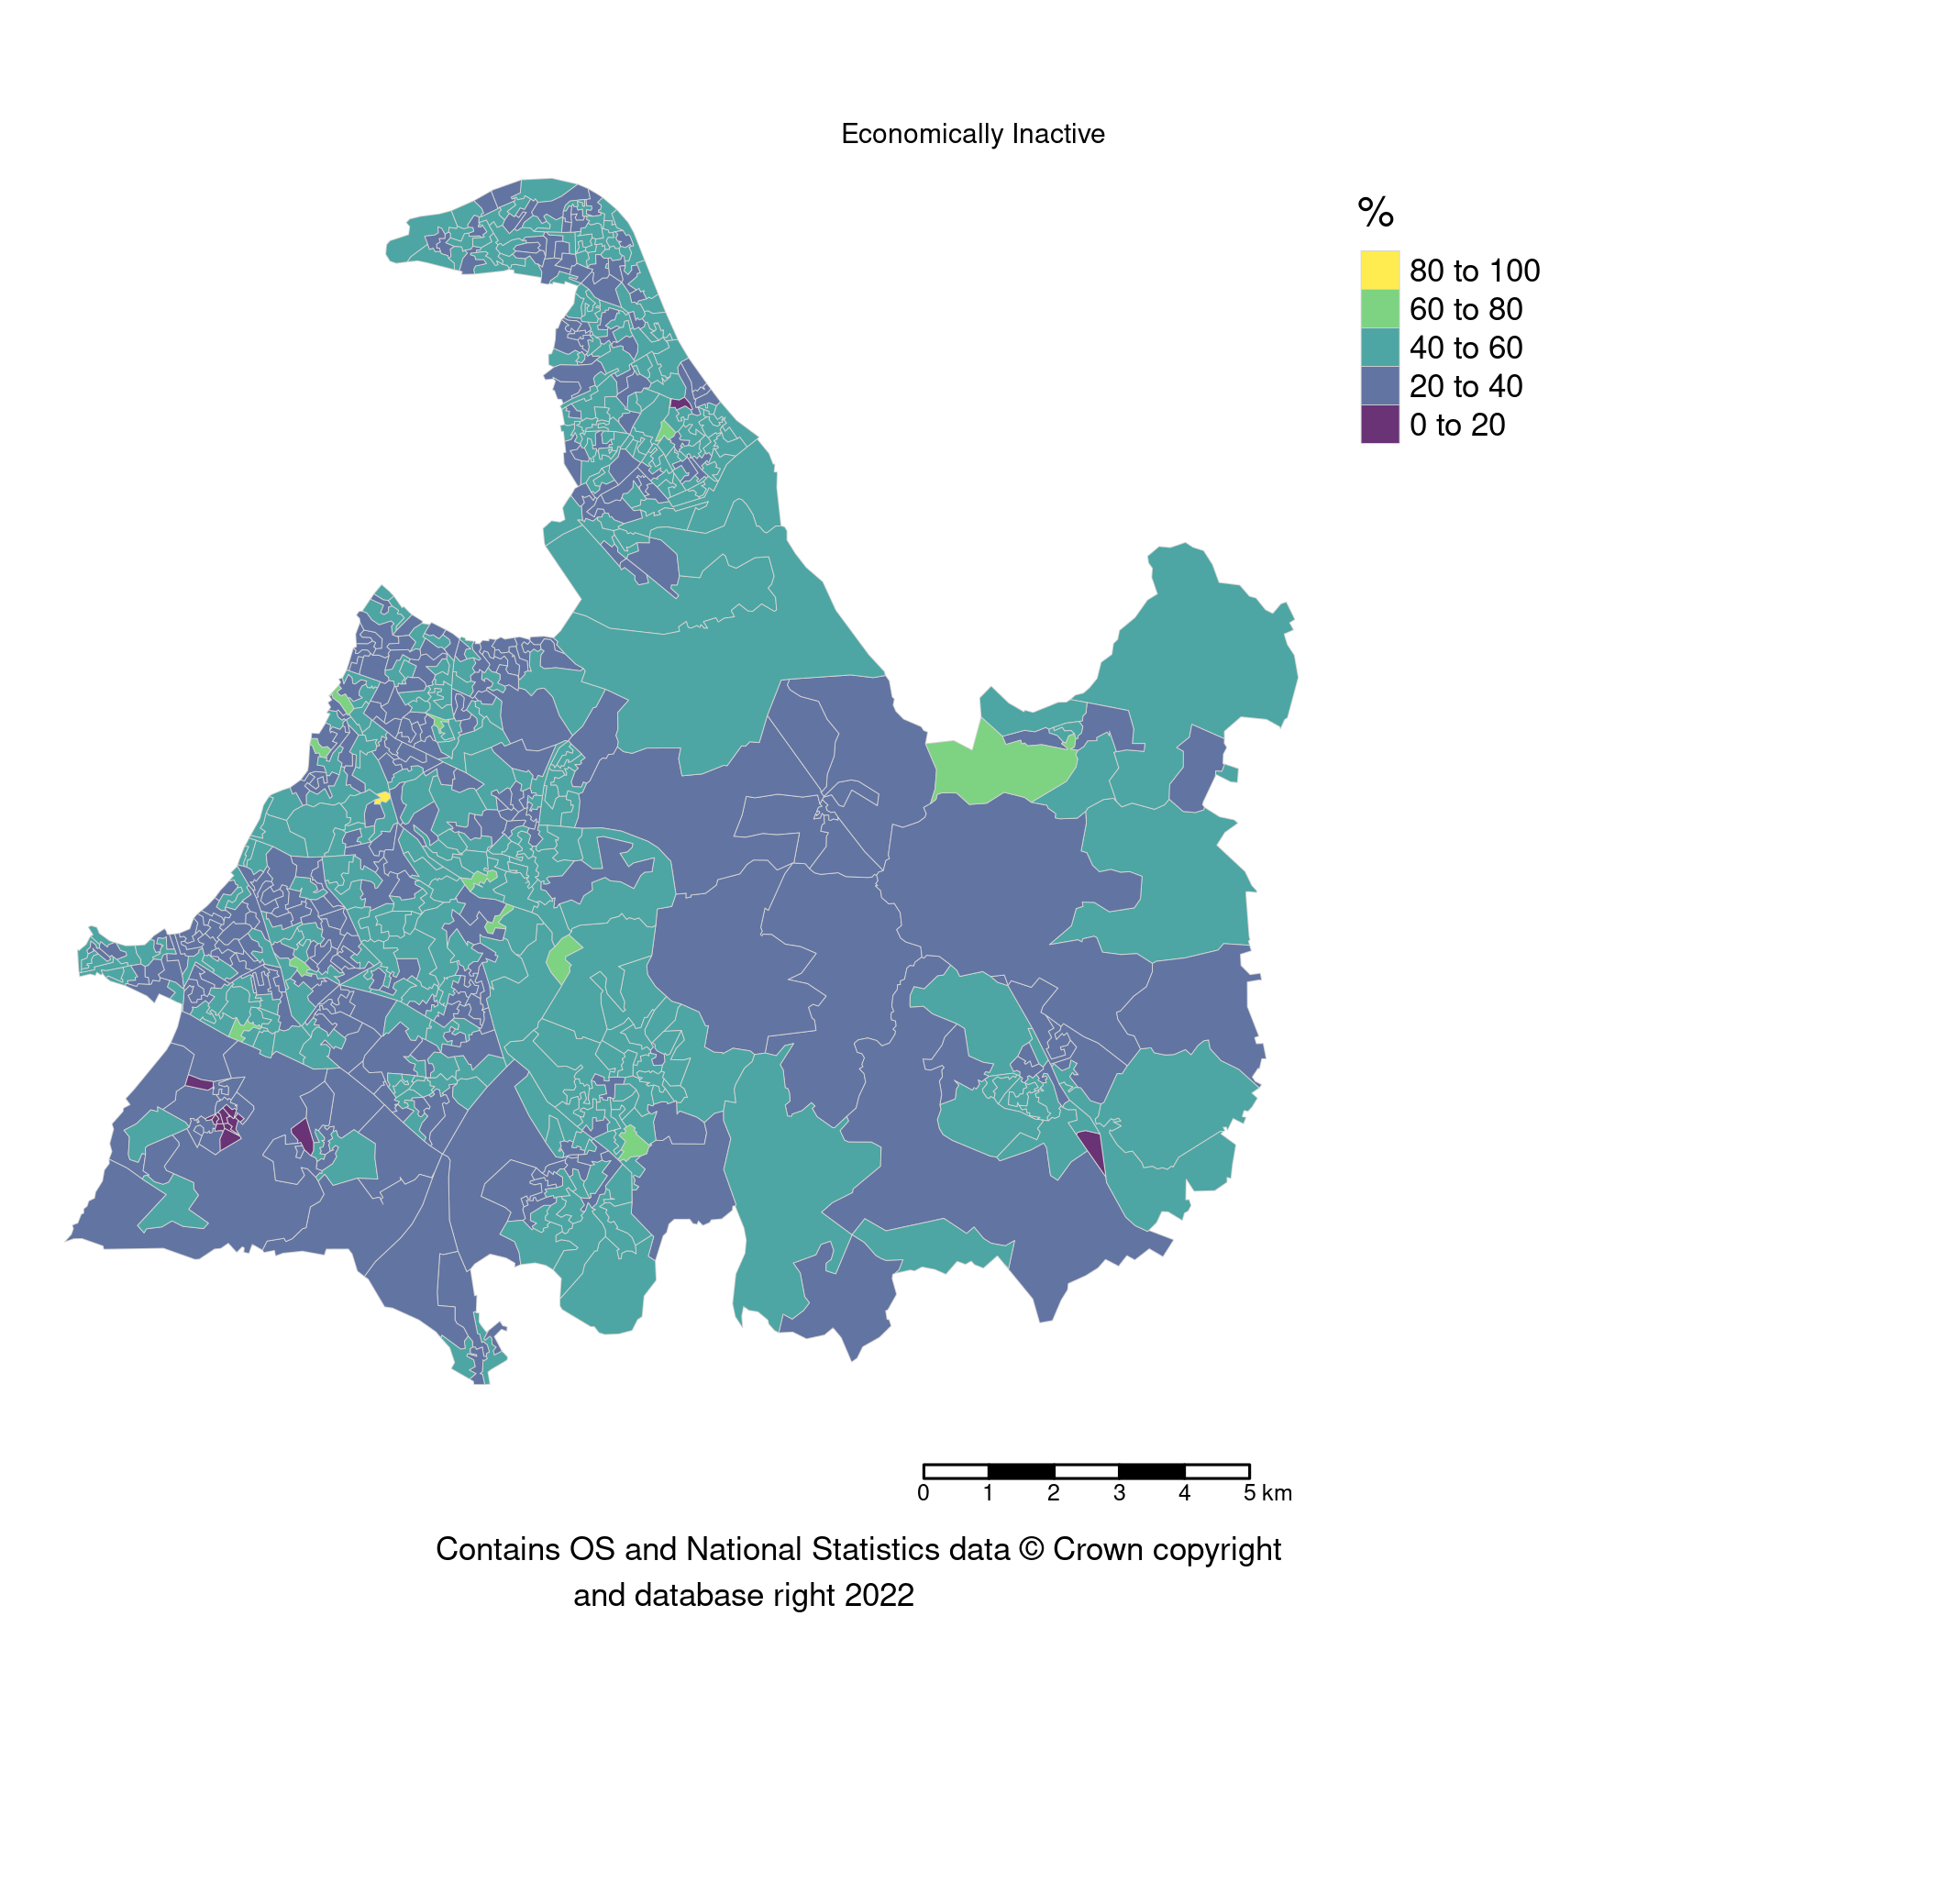 Economically Inactive
%
80 to 100
60 to 80
40 to 60
20 to 40
0 to 20
0 1 2 3 4 5 km
Contains OS and National Statistics data © Crown copyright
and database right 2022